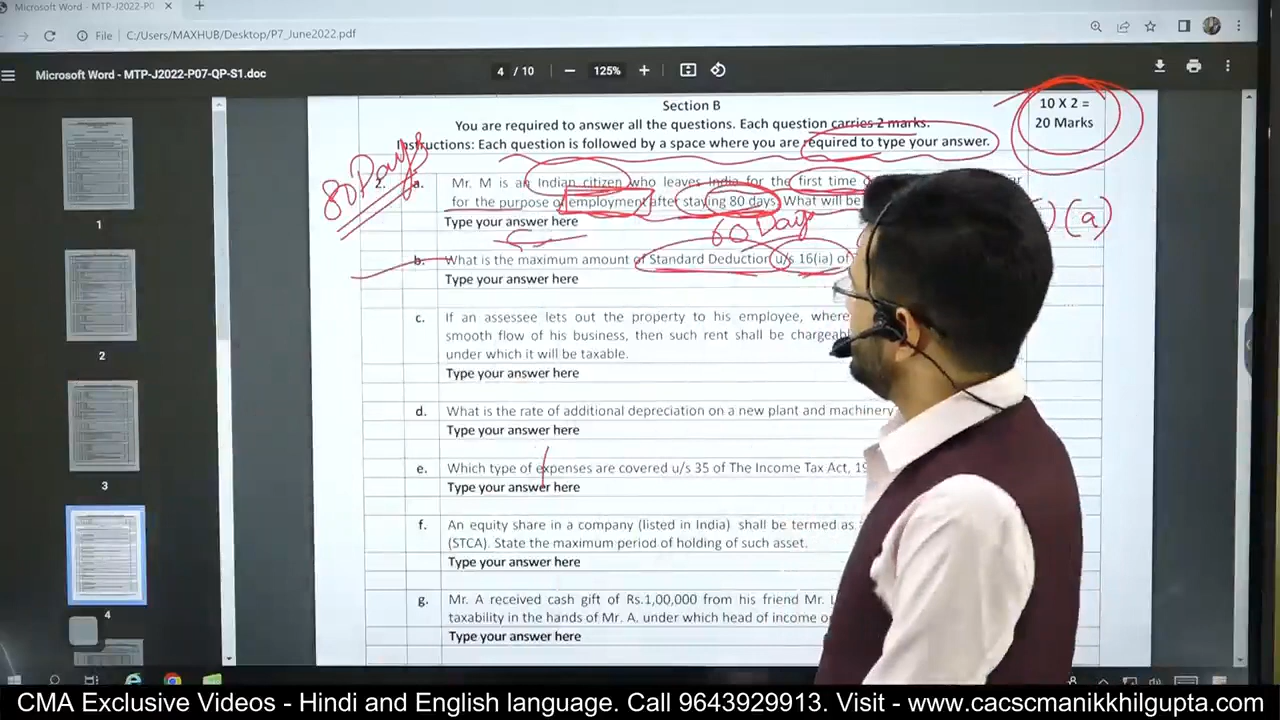 Microsoft Word - MTP-J2022-P0
File C:/Users/MAXHUB/Desktop/P7_June2022.pdf
Microsoft Word - MTP-J2022-P07-QP-S1.doc
4 / 10
125%
Section B
10 X 2 =
20 Marks
You are required to answer all the questions. Each question carries 2 marks.
Instructions: Each question is followed by a space where you are required to type your answer.
80 Days
2. a. Mr. M is an Indian citizen who leaves India for the first time
for the purpose of employment after staying 80 days. What will be
(a)
Type your answer here
60 Days
b. What is the maximum amount of Standard Deduction u/s 16(ia) of
Type your answer here
c. If an assessee lets out the property to his employee, where
smooth flow of his business, then such rent shall be chargeabl
under which it will be taxable.
Type your answer here
d. What is the rate of additional depreciation on a new plant and machinery
Type your answer here
e. Which type of expenses are covered u/s 35 of The Income Tax Act, 19
Type your answer here
f. An equity share in a company (listed in India) shall be termed as
(STCA). State the maximum period of holding of such asset.
Type your answer here
g. Mr. A received cash gift of Rs.1,00,000 from his friend Mr.
taxability in the hands of Mr. A. under which head of income o
Type your answer here
1
2
3
4
CMA Exclusive Videos - Hindi and English language. Call 9643929913. Visit - www.cacscmanikkhilgupta.com